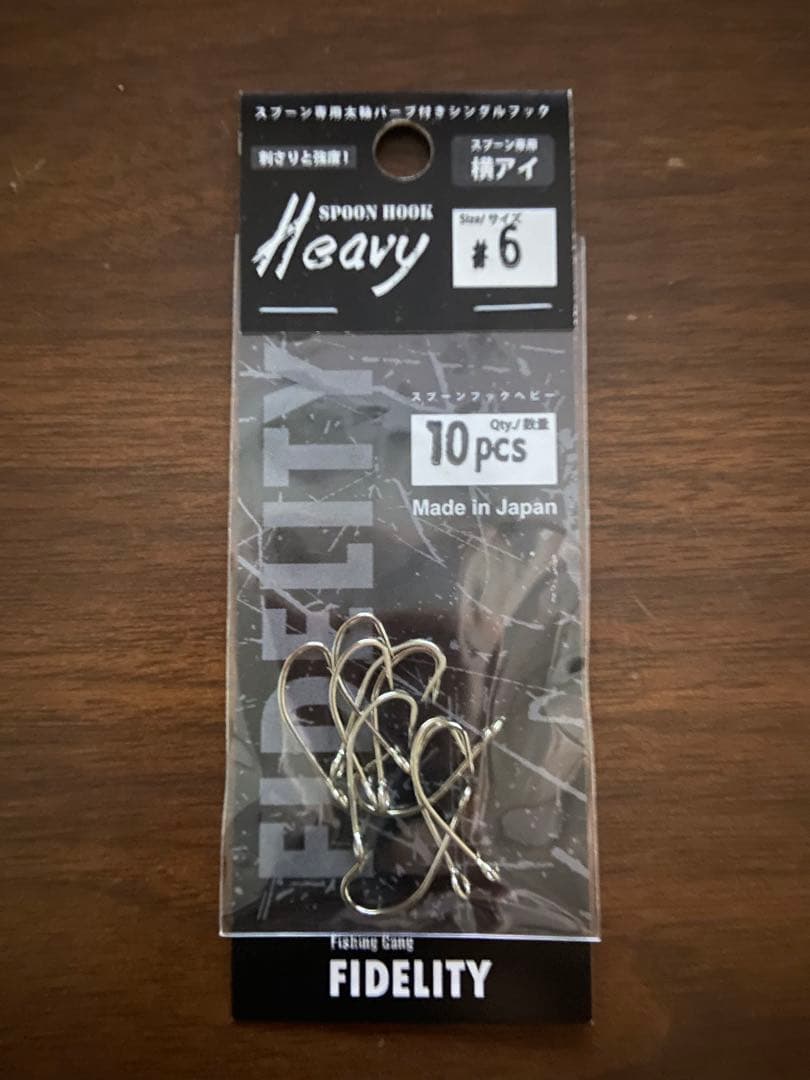 スプーン専用太軸バーブ付きシングルフック
刺さりと強度!
スプーン専用
横アイ
SPOON HOOK
Heavy
Size/サイズ
#6
スプーンフックヘビー
Qty./数量
10pcs
Made in Japan
FIDELITY
Fishing Gang
FIDELITY